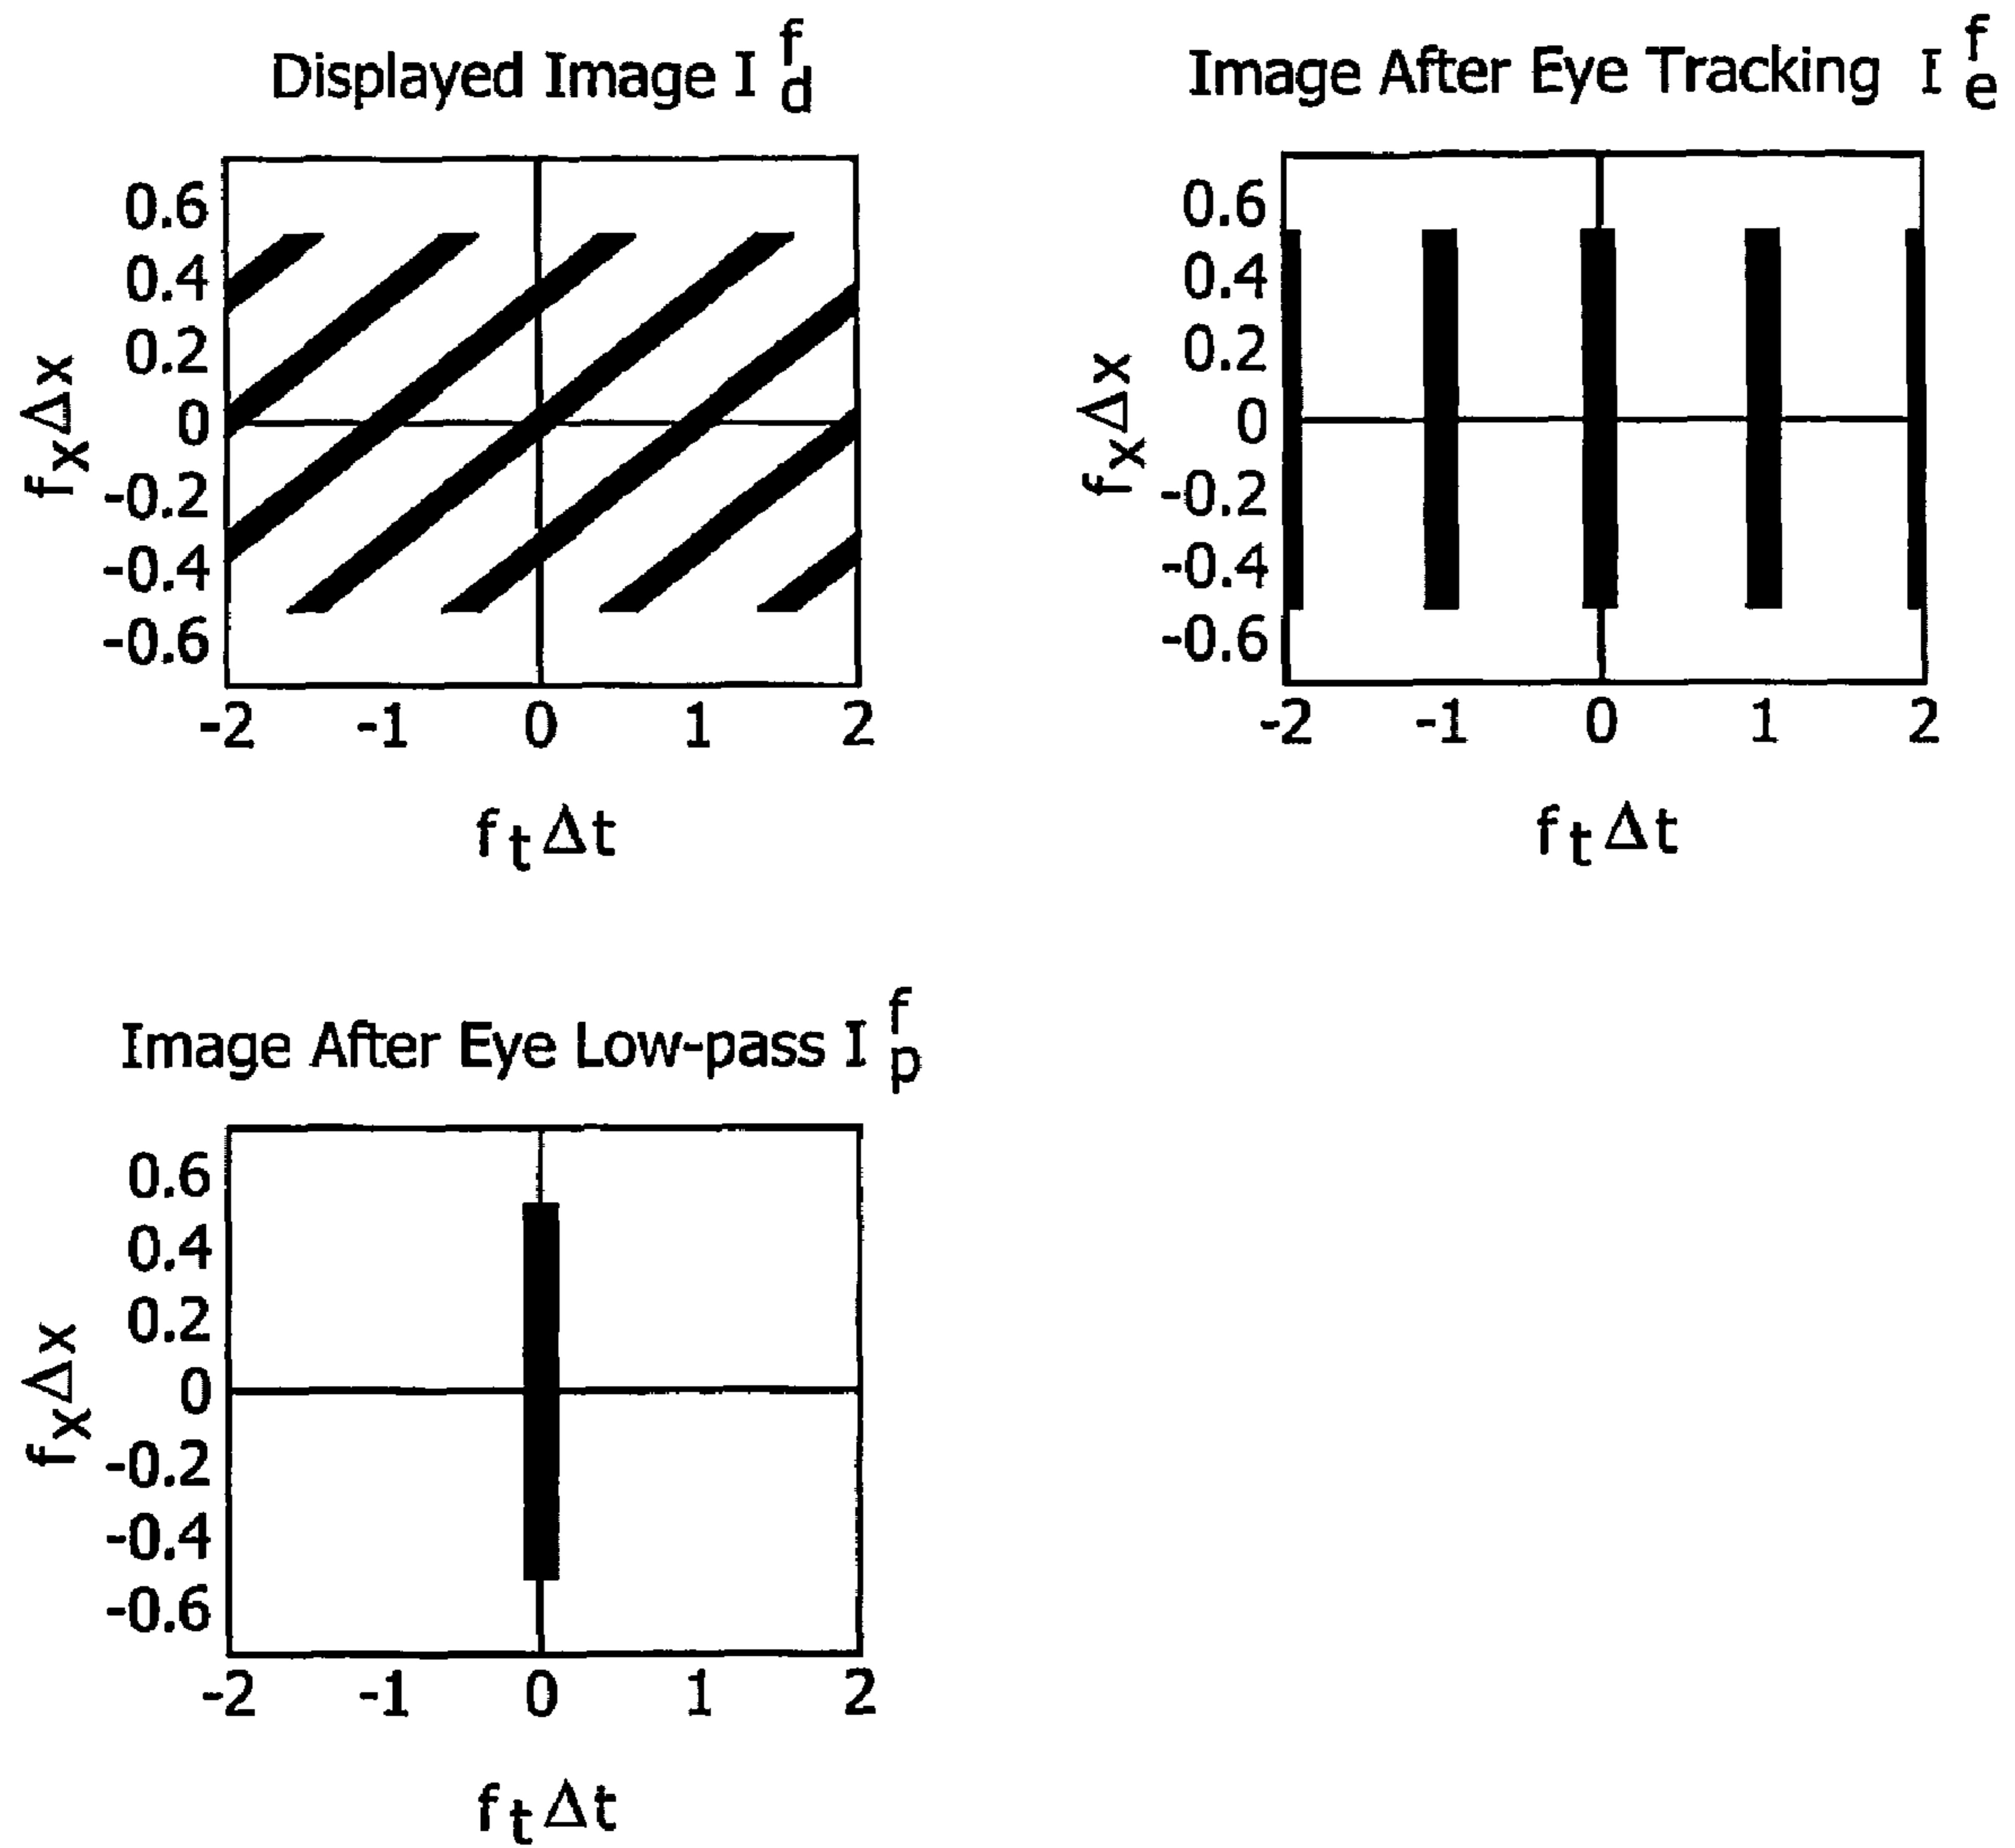 Displayed Image I f d
0.6
0.4
0.2
0
-0.2
-0.4
-0.6
fxΔx
-2 -1 0 1 2
ftΔt
Image After Eye Tracking I f e
0.6
0.4
0.2
0
-0.2
-0.4
-0.6
fxΔx
-2 -1 0 1 2
ftΔt
Image After Eye Low-pass I f p
0.6
0.4
0.2
0
-0.2
-0.4
-0.6
fxΔx
-2 -1 0 1 2
ftΔt